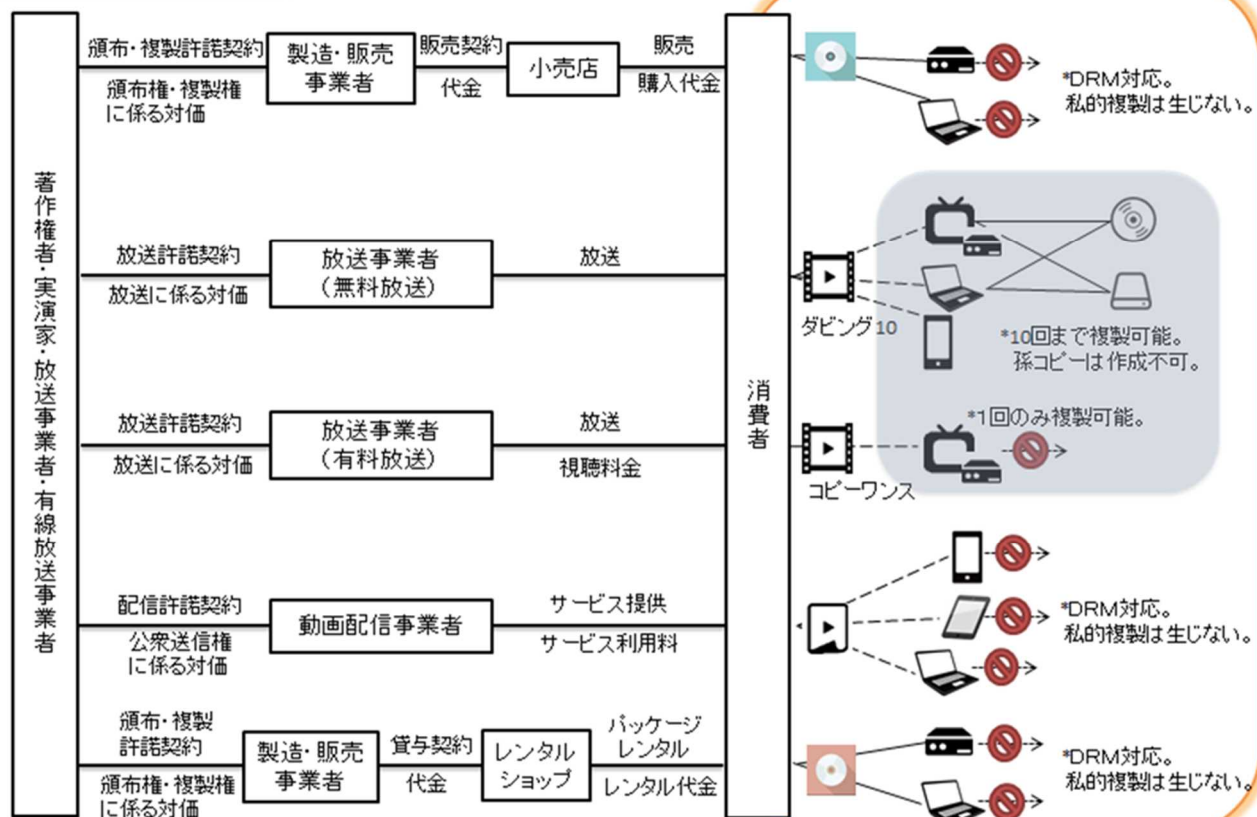 著作権者・実演家・放送事業者・有線放送事業者
頒布・複製許諾契約
頒布権・複製権
に係る対価
製造・販売
事業者
販売契約
代金
小売店
販売
購入代金
*DRM対応。
私的複製は生じない。
放送許諾契約
放送に係る対価
放送事業者
(無料放送)
放送
ダビング10
*10回まで複製可能。
孫コピーは作成不可。
消費者
放送許諾契約
放送に係る対価
放送事業者
(有料放送)
放送
視聴料金
コピーワンス
*1回のみ複製可能。
配信許諾契約
公衆送信権
に係る対価
動画配信事業者
サービス提供
サービス利用料
*DRM対応。
私的複製は生じない。
頒布・複製
許諾契約
頒布権・複製権
に係る対価
製造・販売
事業者
貸与契約
代金
レンタル
ショップ
パッケージ
レンタル
レンタル代金
*DRM対応。
私的複製は生じない。